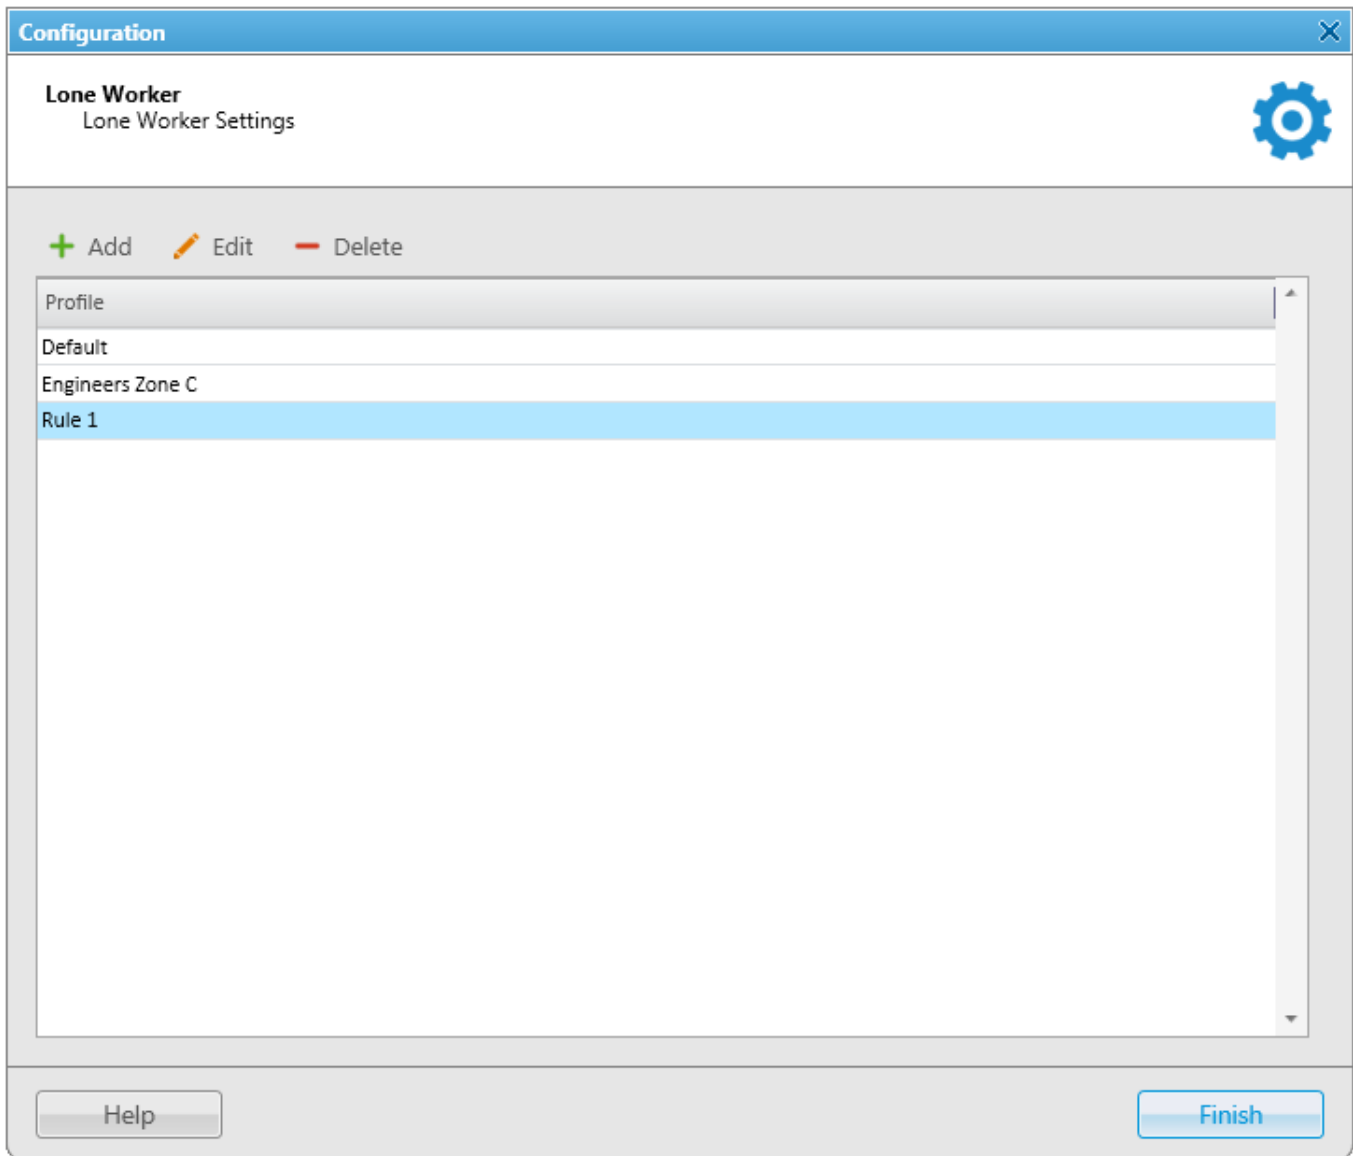 Configuration
Lone Worker
Lone Worker Settings
Add Edit Delete
Profile
Default
Engineers Zone C
Rule 1
Help Finish